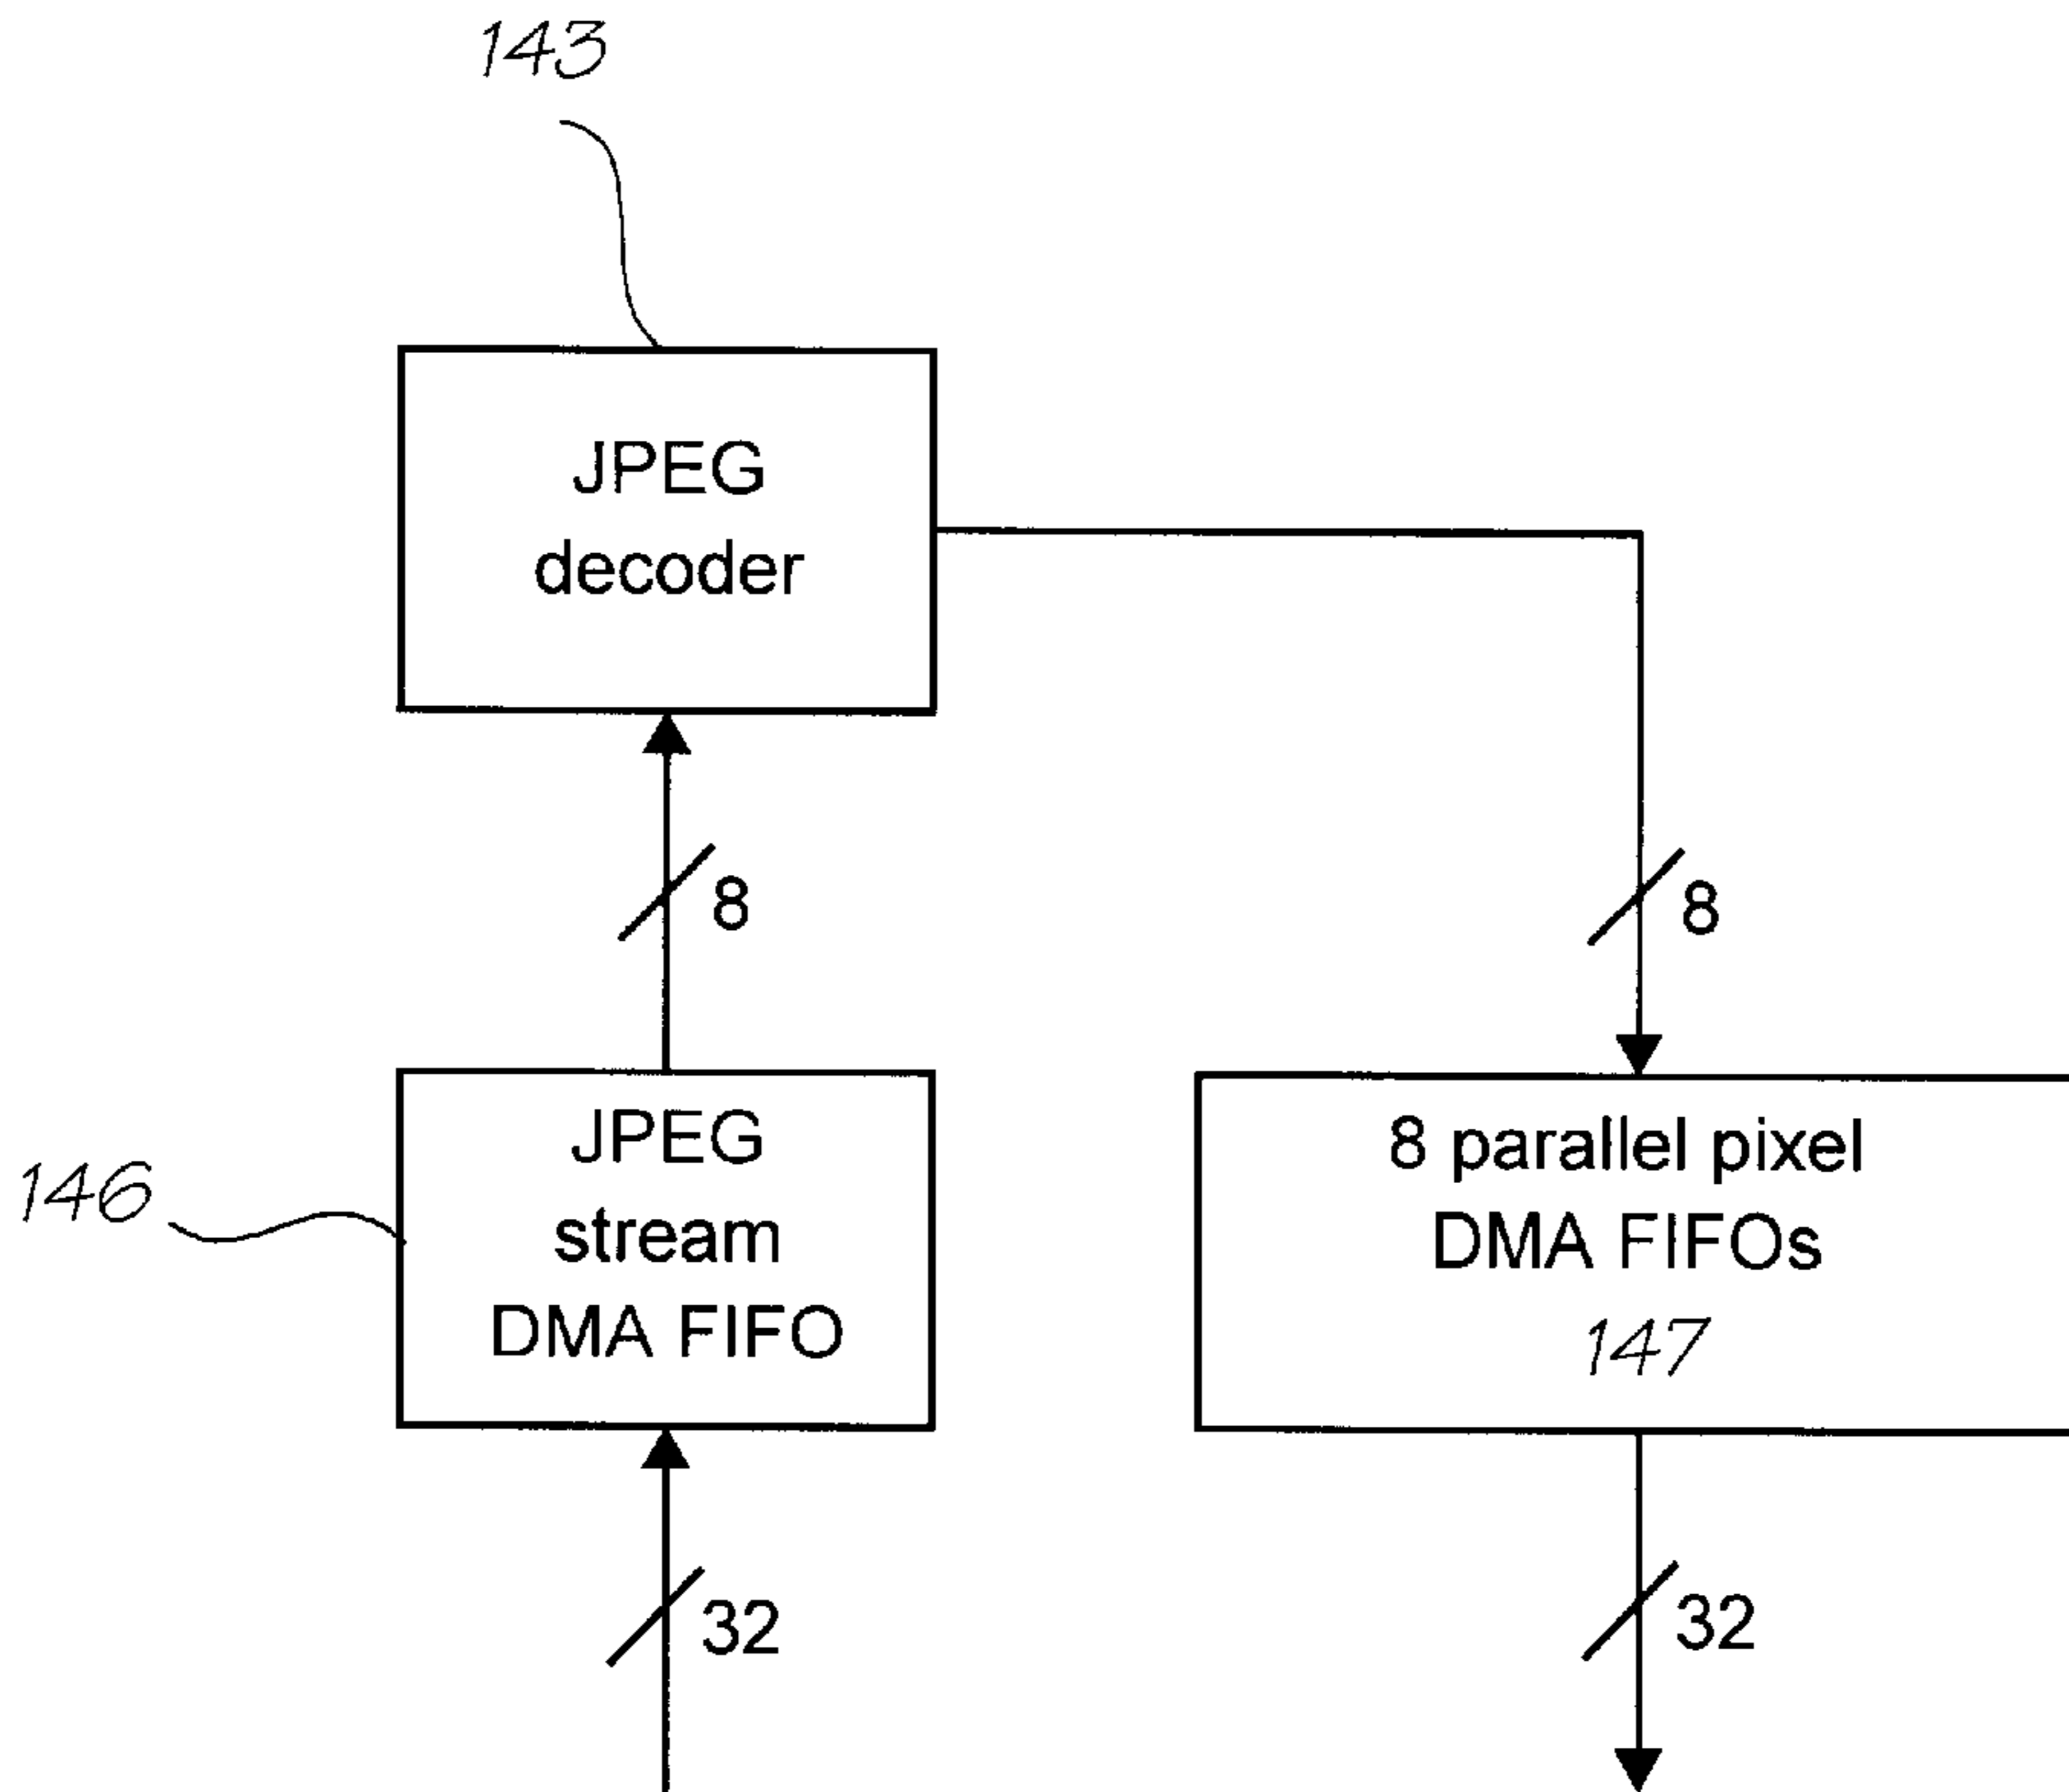 143
JPEG
decoder
8
8
JPEG
stream
DMA FIFO
146
8 parallel pixel
DMA FIFOs
147
32
32